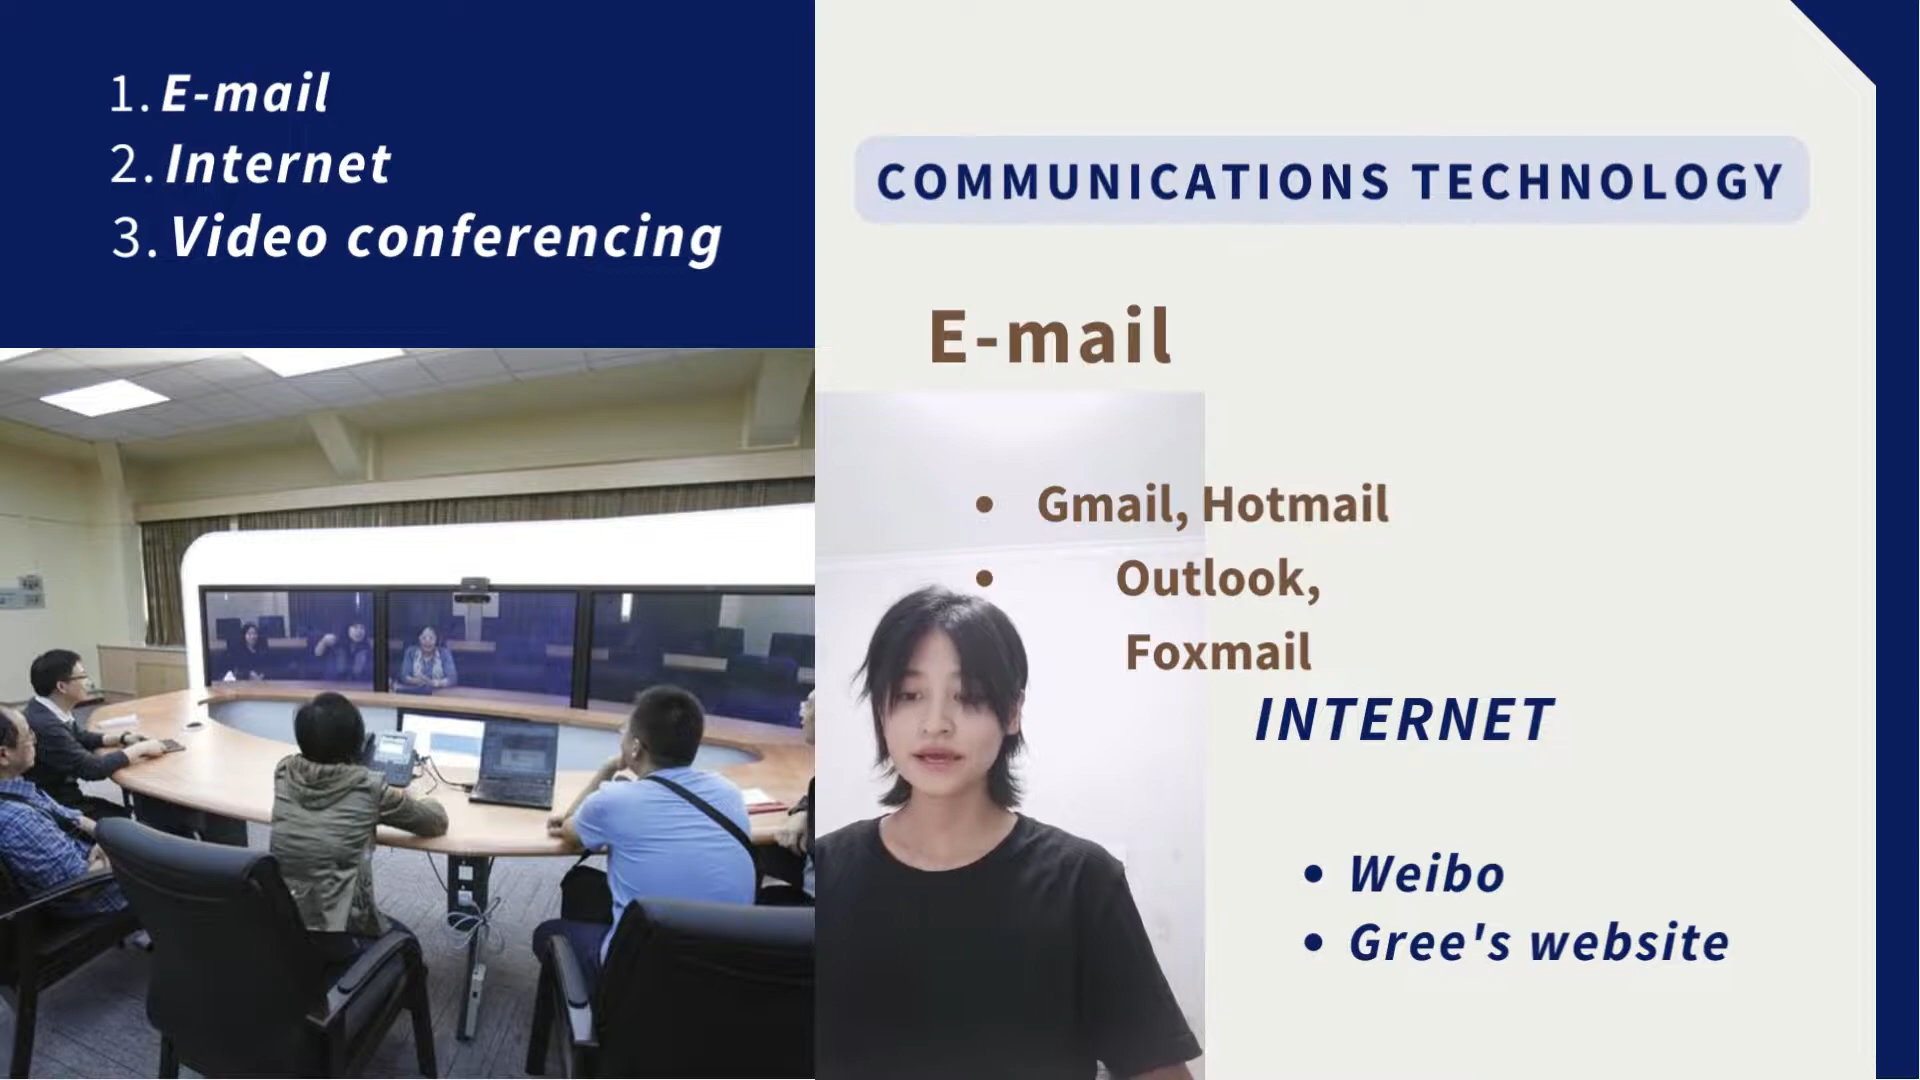 1. E-mail
2. Internet
3. Video conferencing
COMMUNICATIONS TECHNOLOGY
E-mail
• Gmail, Hotmail
• Outlook,
Foxmail
INTERNET
• Weibo
• Gree's website